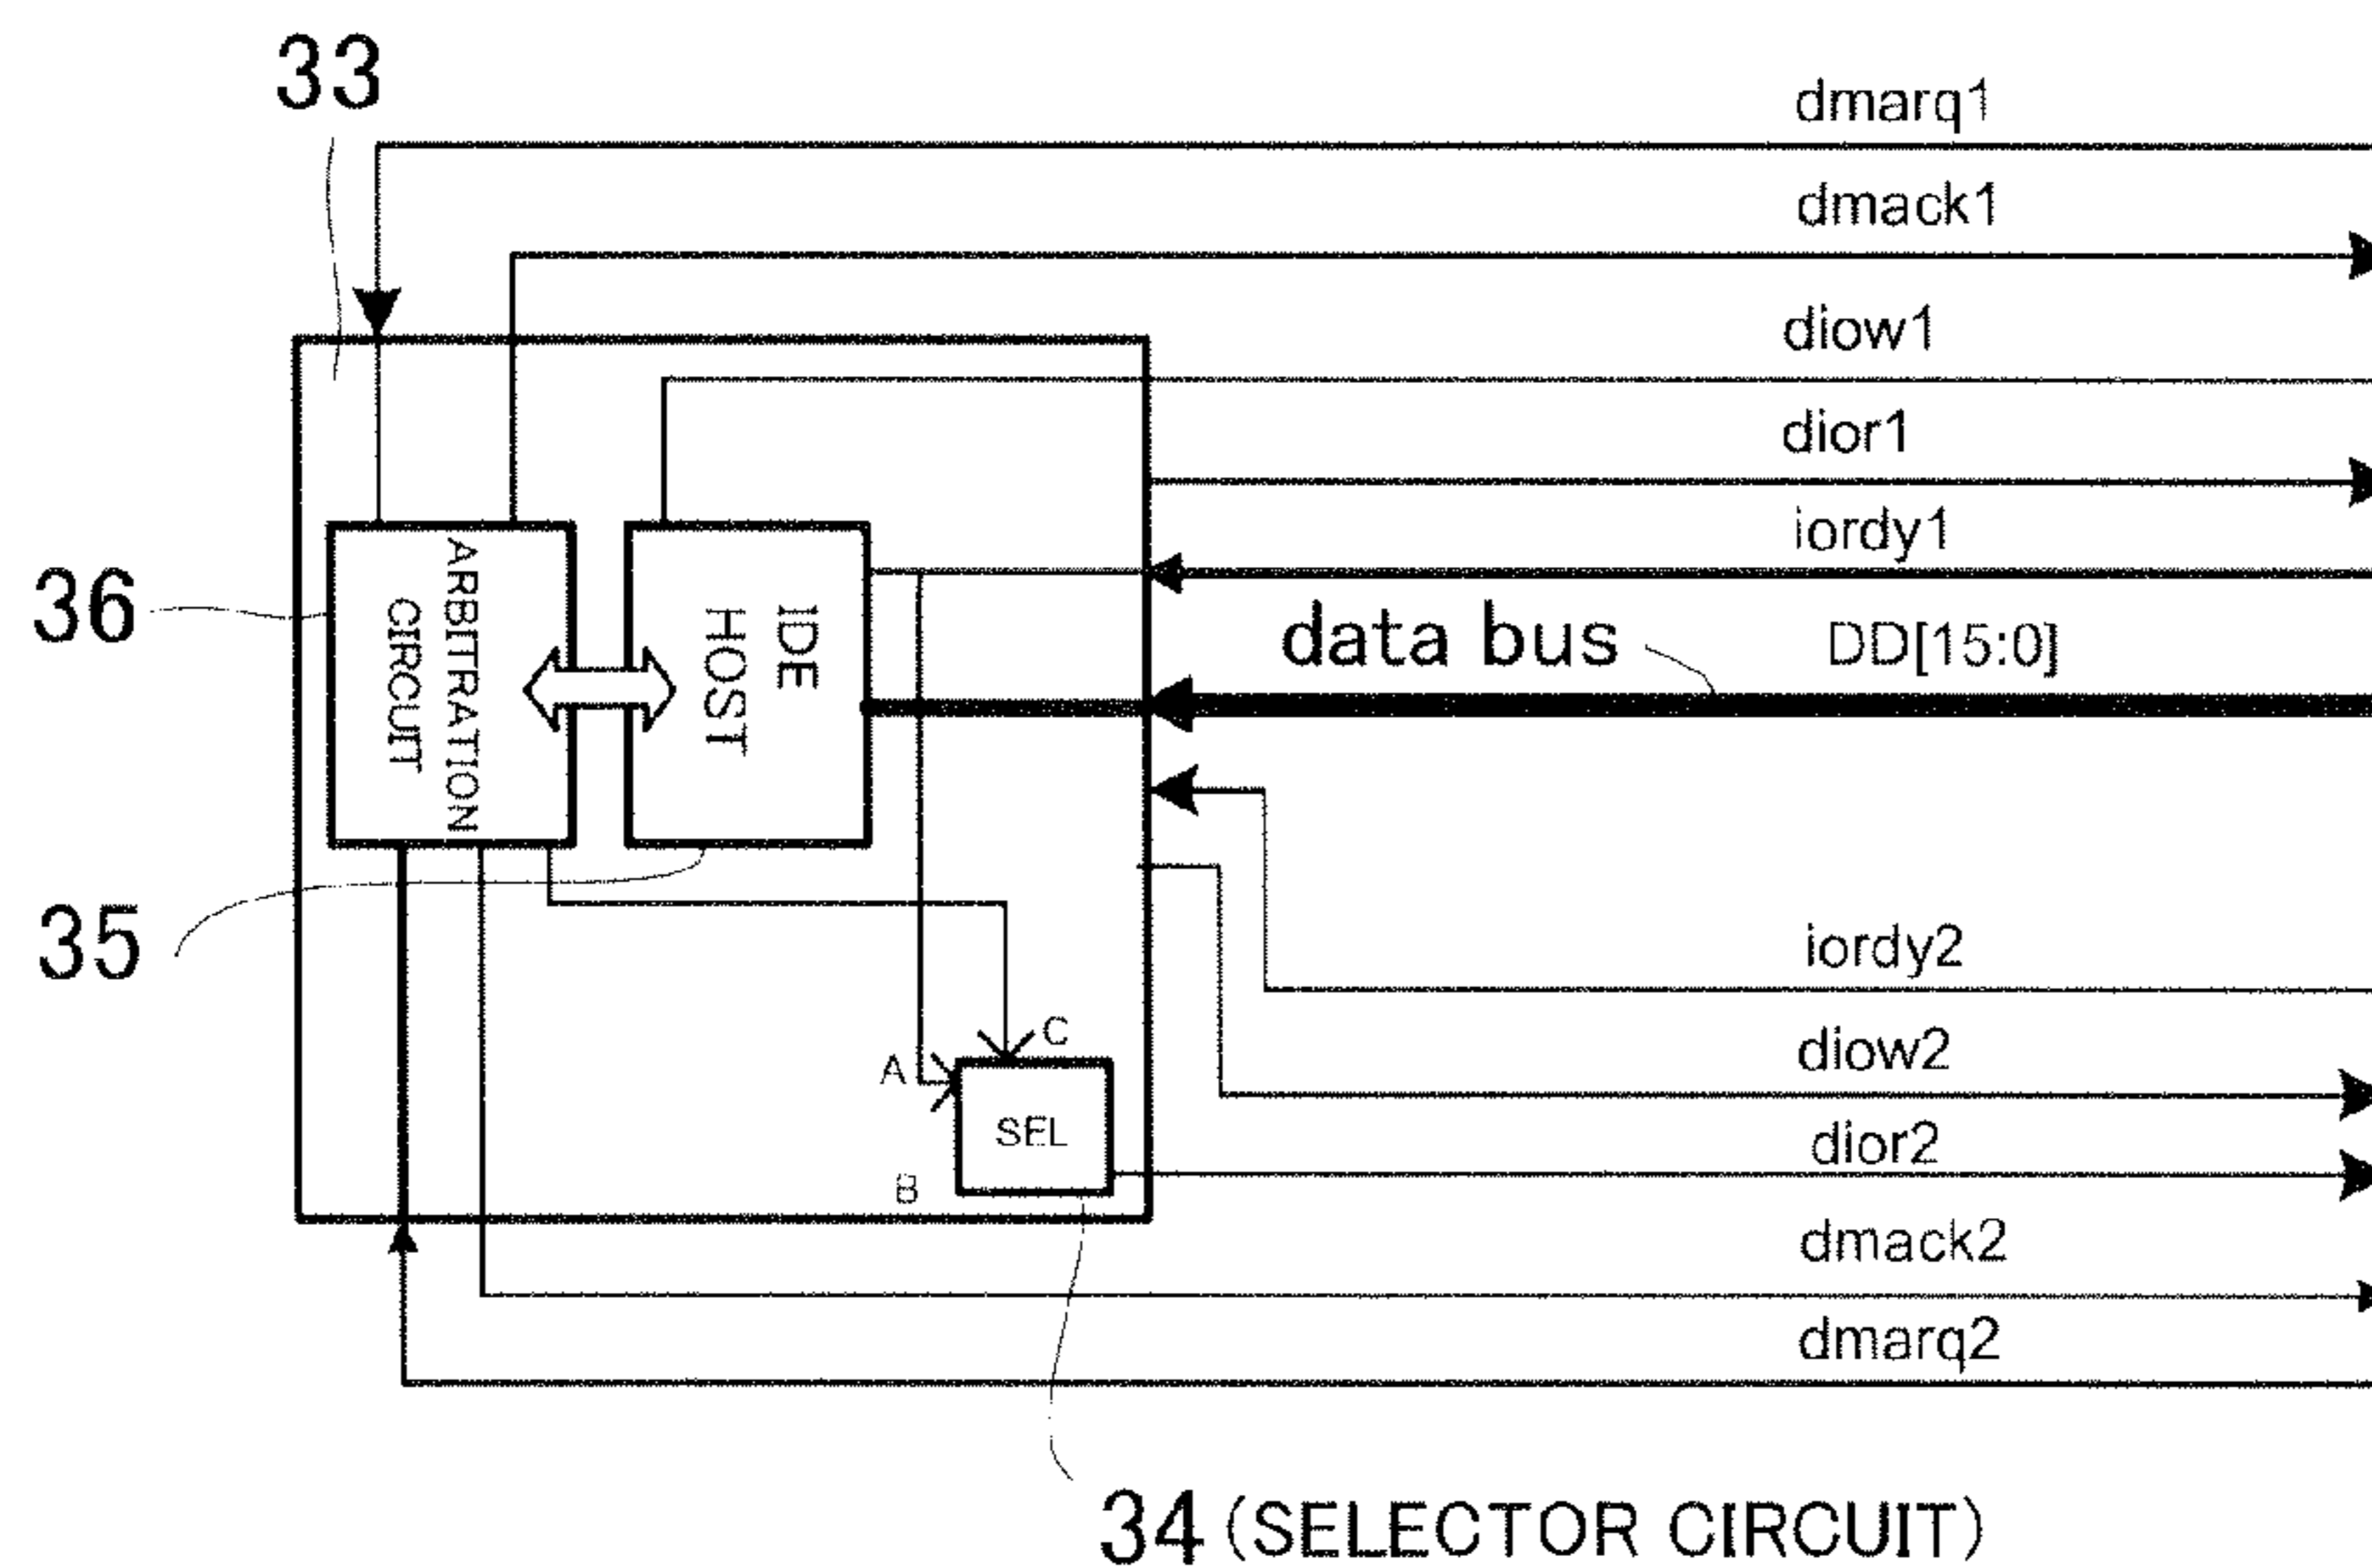 33
dmarq1
dmack1
diow1
dior1
iordy1
36
ARBITRATION
CIRCUIT
IDE
HOST
data bus
DD[15:0]
35
iordy2
C
A
diow2
SEL
dior2
B
dmack2
dmarq2
34 (SELECTOR CIRCUIT)